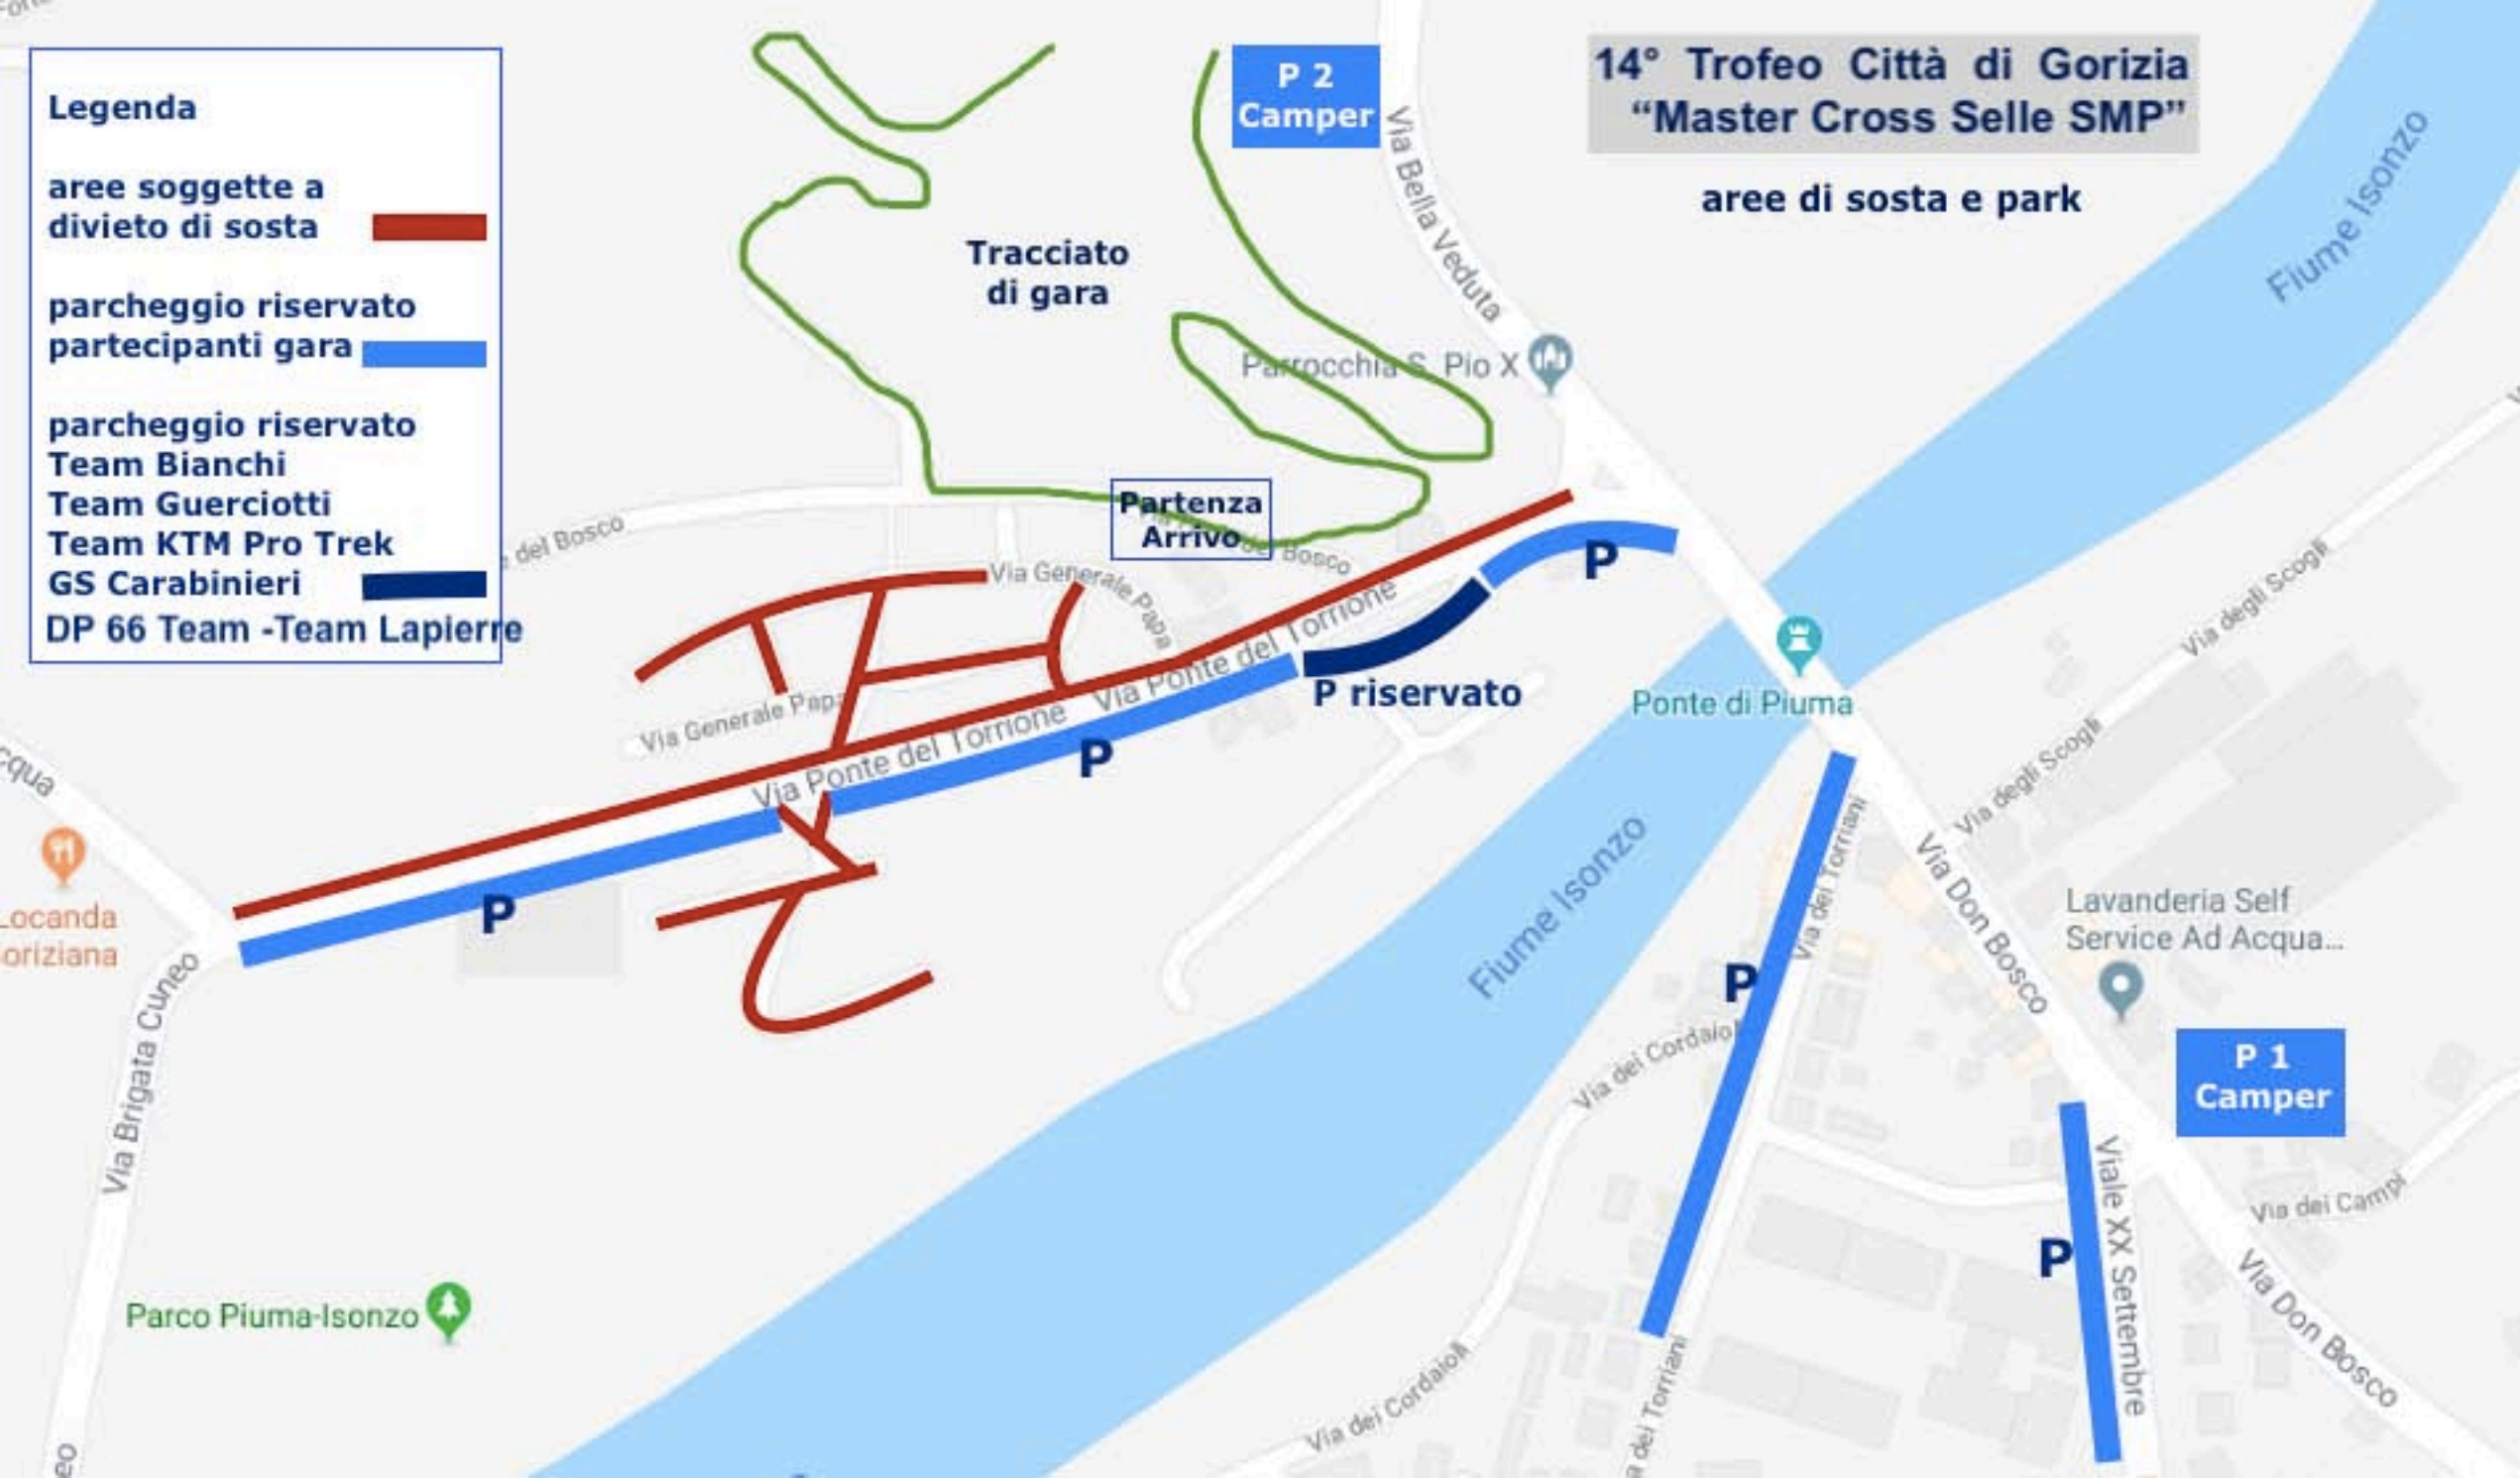 Legenda
aree soggette a
divieto di sosta
parcheggio riservato
partecipanti gara
parcheggio riservato
Team Bianchi
Team Guerciotti
Team KTM Pro Trek
GS Carabinieri
DP 66 Team -Team Lapierre
14° Trofeo Città di Gorizia
“Master Cross Selle SMP”
aree di sosta e park
P 2
Camper
Via Bella Veduta
Fiume Isonzo
Tracciato
di gara
Parrocchia S. Pio X
Partenza
Arrivo
del Bosco
Bosco
Via Generale Papa
Via Generale Papa
Via Ponte del Torrione
Via Ponte del Torrione
P
P riservato
P
P
Ponte di Piuma
Via degli Scogli
Via degli Scogli
Locanda
Via Brigata Cuneo
Fiume Isonzo
Via dei Torriani
P
Via Don Bosco
Lavanderia Self
Service Ad Acqua...
P 1
Camper
Via dei Cordaioli
Viale XX Settembre
P
Via dei Campi
Via Don Bosco
Parco Piuma-Isonzo
Via dei Cordaioli
dei Torriani